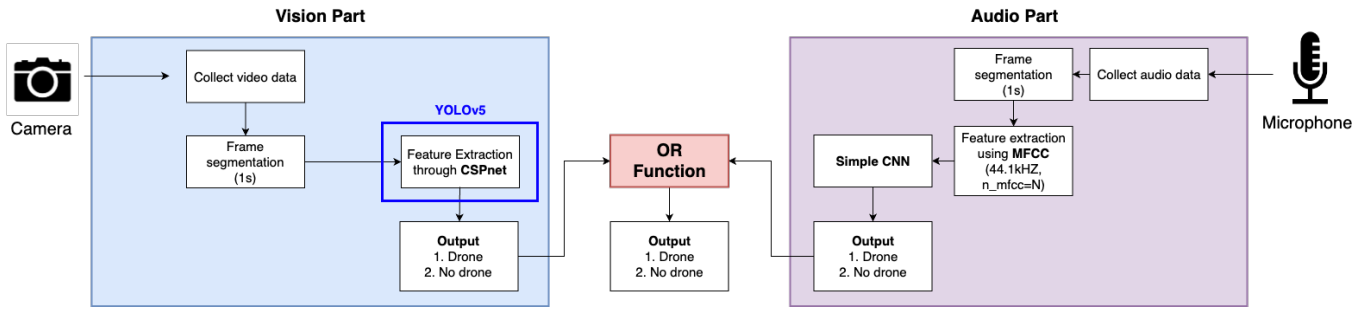 Vision Part
Audio Part
Camera
Collect video data
YOLOv5
Frame
segmentation
(1s)
Feature Extraction
through CSPnet
Output
1. Drone
2. No drone
OR
Function
Output
1. Drone
2. No drone
Microphone
Collect audio data
Frame
segmentation
(1s)
Feature extraction
using MFCC
(44.1kHZ,
n_mfcc=N)
Simple CNN
Output
1. Drone
2. No drone